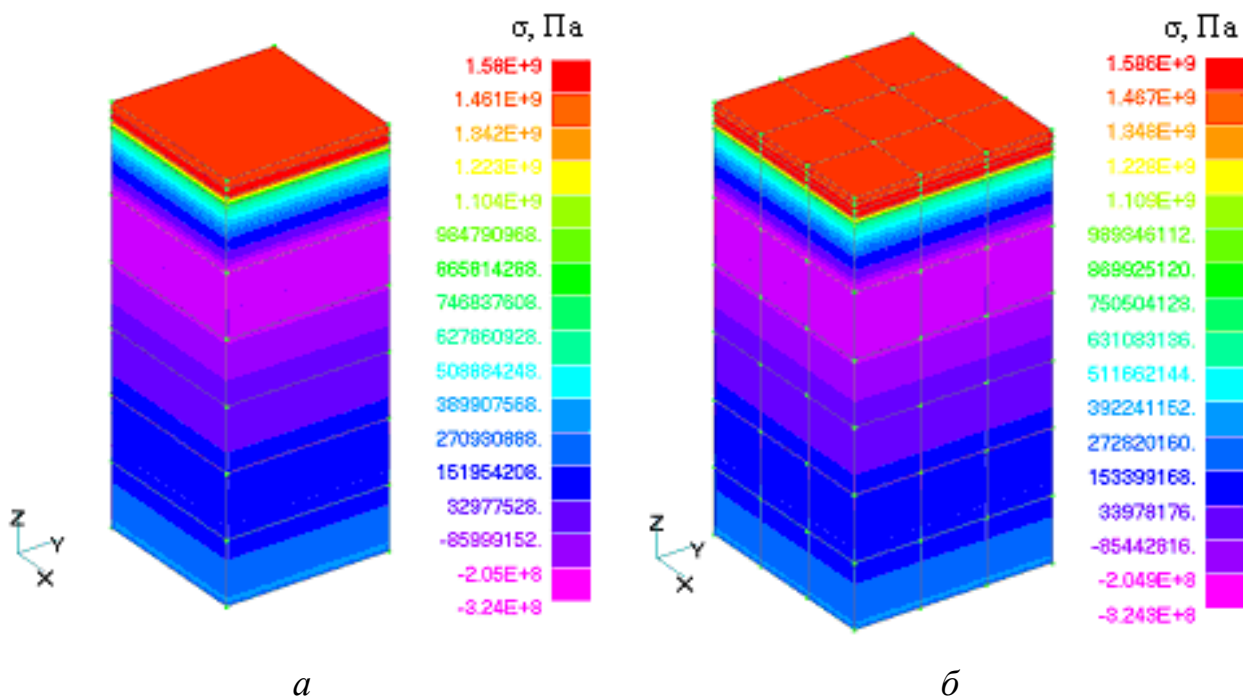 σ, Па
1.58E+9
1.461E+9
1.342E+9
1.223E+9
1.104E+9
984790968.
865814288.
746837608.
627860928.
508884248.
389907568.
270930888.
151954208.
32977528.
-85999152.
-2.05E+8
-3.24E+8
Z
Y
X
а
σ, Па
1.586E+9
1.467E+9
1.348E+9
1.228E+9
1.109E+9
989346112.
869925120.
750504128.
631083136.
511662144.
392241152.
272820160.
153399168.
33978176.
-85442816.
-2.049E+8
-3.243E+8
Z
Y
X
б